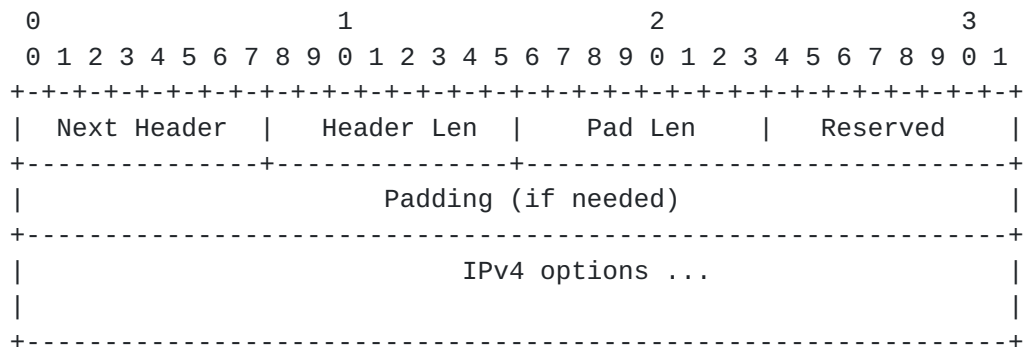 0                   1                   2                   3
 0 1 2 3 4 5 6 7 8 9 0 1 2 3 4 5 6 7 8 9 0 1 2 3 4 5 6 7 8 9 0 1
+-+-+-+-+-+-+-+-+-+-+-+-+-+-+-+-+-+-+-+-+-+-+-+-+-+-+-+-+-+-+-+-+
|  Next Header  |   Header Len  |    Pad Len    |   Reserved    |
+---------------+---------------+-------------------------------+
|                       Padding (if needed)                     |
+---------------------------------------------------------------+
|                            IPv4 options ...                   |
|                                                               |
+---------------------------------------------------------------+